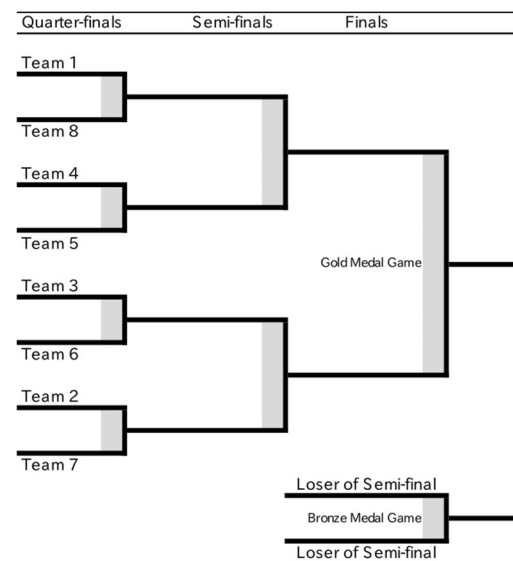 Quarter-finals Semi-finals Finals
Team 1
Team 8
Team 4
Team 5
Gold Medal Game
Team 3
Team 6
Team 2
Team 7
Loser of Semi-final
Bronze Medal Game
Loser of Semi-final